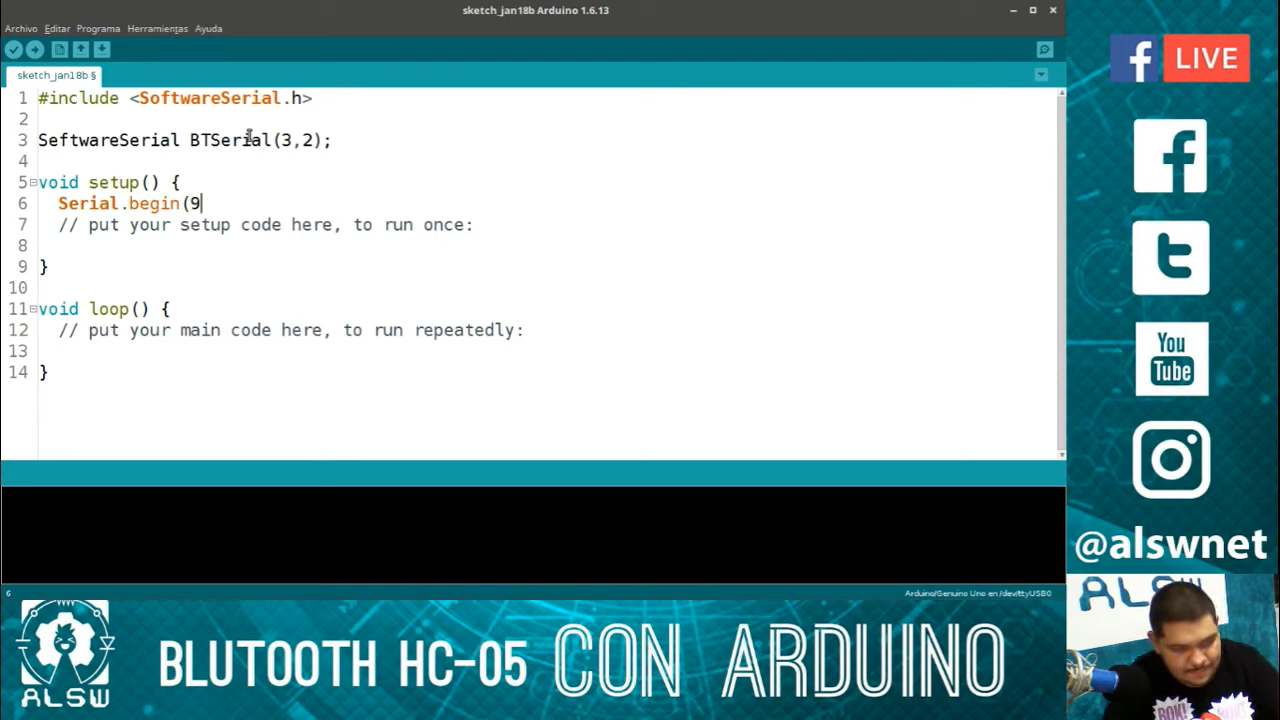 sketch_jan18b Arduino 1.6.13
Archivo Editar Programa Herramientas Ayuda
sketch_jan18b §
1 #include <SoftwareSerial.h>
2
3 SeftwareSerial BTSerial(3,2);
4
5 void setup() {
6 Serial.begin(9
7 // put your setup code here, to run once:
8
9 }
10
11 void loop() {
12 // put your main code here, to run repeatedly:
13
14 }
6
Arduino/Genuino Uno en /dev/ttyUSB0
f LIVE
You
Tube
@alswnet
ALSW
ALSW
BLUTOOTH HC-05 CON ARDUINO